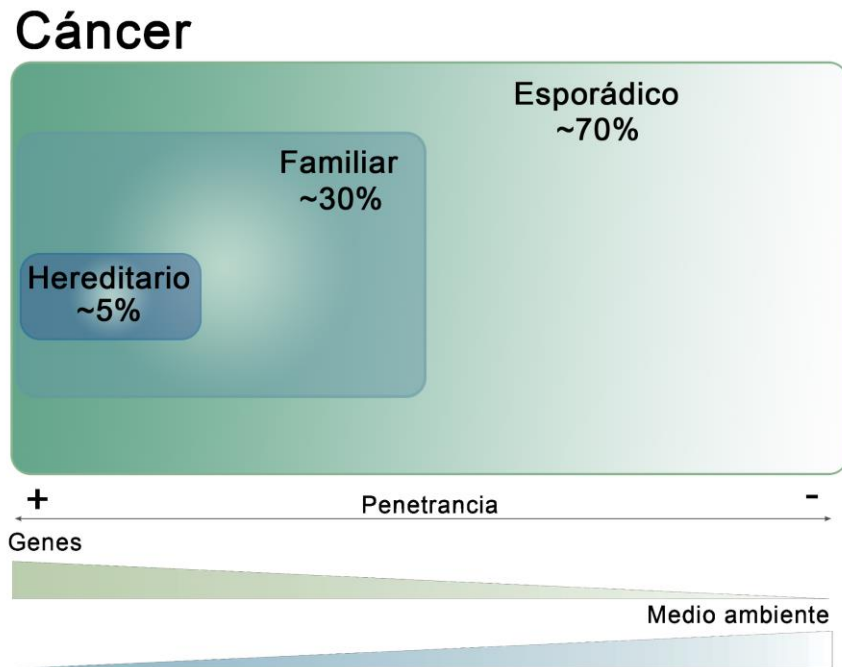 Cáncer
Esporádico
~70%
Familiar
~30%
Hereditario
~5%
+ Penetrancia -
Genes
Medio ambiente